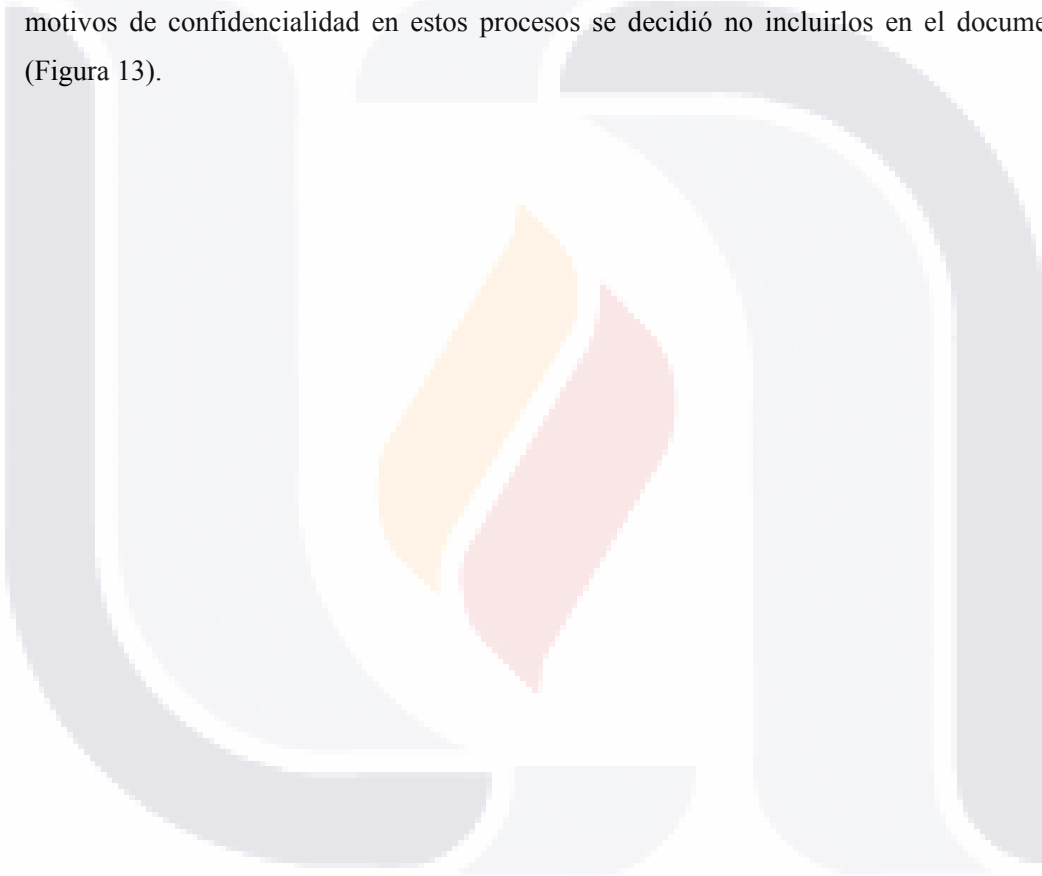 motivos de confidencialidad en estos procesos se decidió no incluirlos en el docume
(Figura 13).